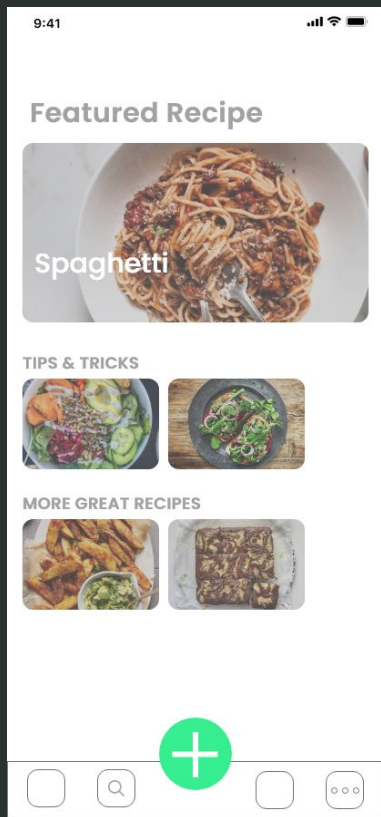 9:41
Featured Recipe
Spaghetti
TIPS & TRICKS
MORE GREAT RECIPES